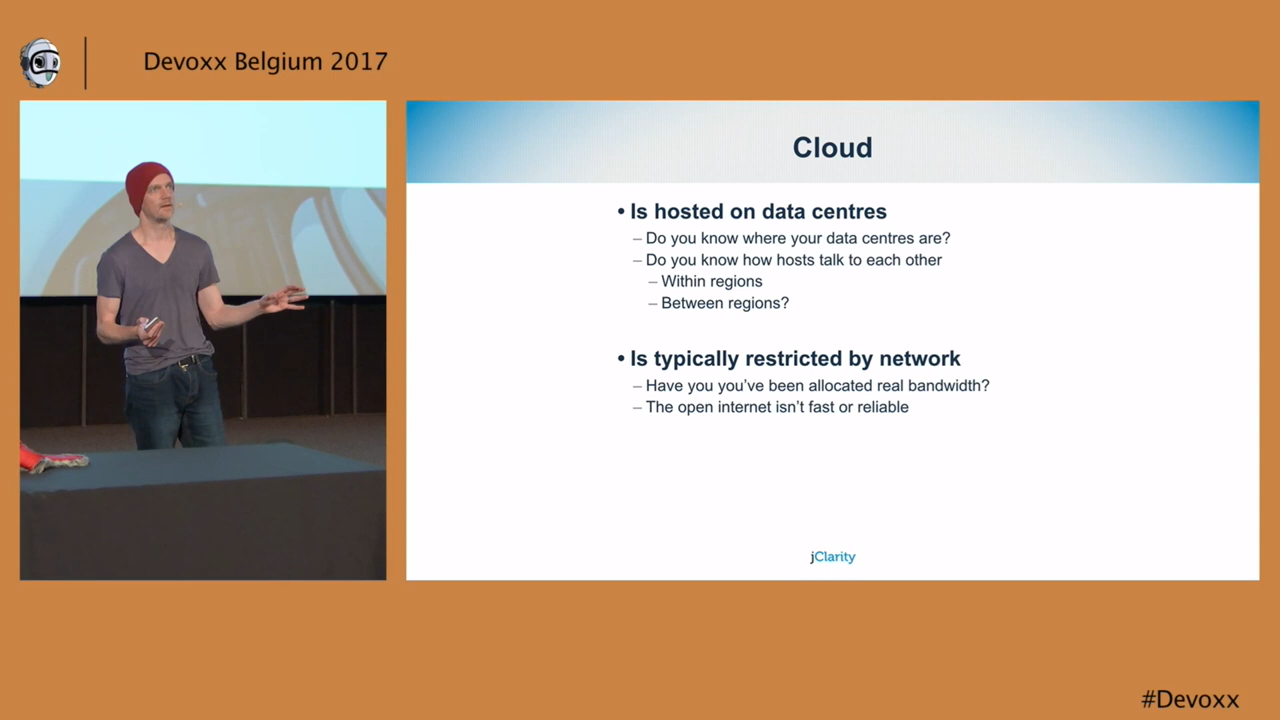 Devoxx Belgium 2017
Cloud
• Is hosted on data centres
– Do you know where your data centres are?
– Do you know how hosts talk to each other
– Within regions
– Between regions?
• Is typically restricted by network
– Have you you’ve been allocated real bandwidth?
– The open internet isn’t fast or reliable
jClarity
#Devoxx